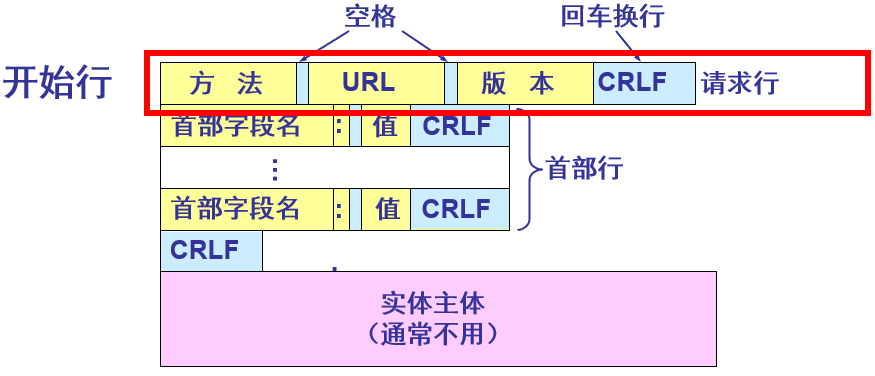 空格 回车换行
开始行 方 法 URL 版 本 CRLF 请求行
首部字段名 : 值 CRLF
⋮ 首部行
首部字段名 : 值 CRLF
CRLF
实体主体
（通常不用）